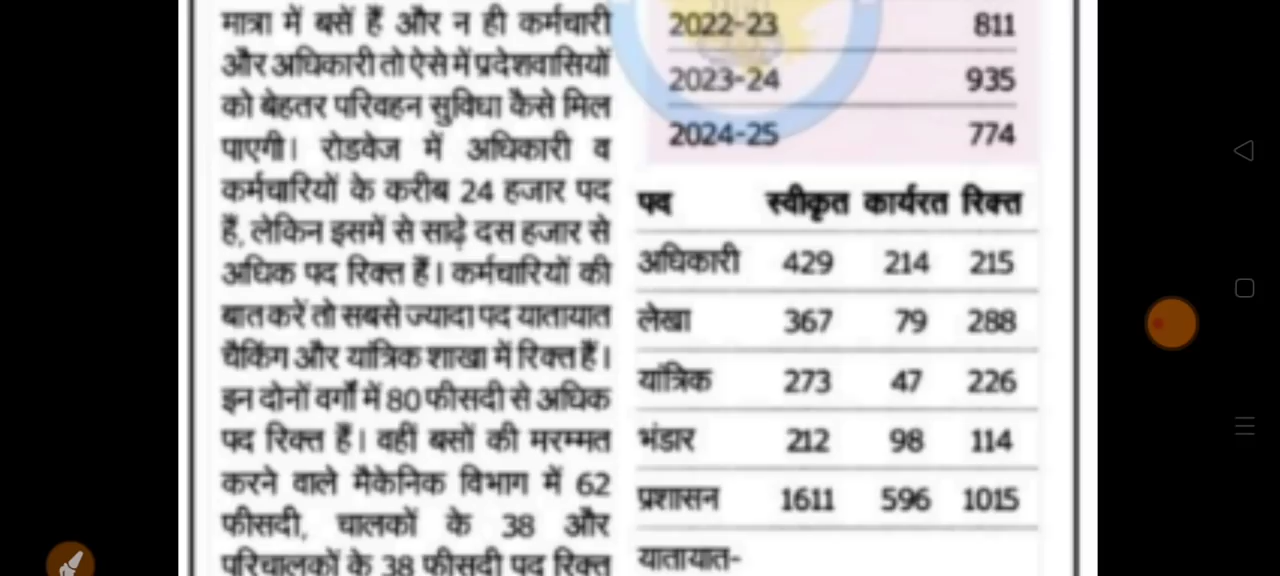 मात्रा में बसें हैं और न ही कर्मचारी
और अधिकारी तो ऐसे में प्रदेशवासियों
को बेहतर परिवहन सुविधा कैसे मिल
पाएगी। रोडवेज में अधिकारी व
कर्मचारियों के करीब 24 हजार पद
हैं, लेकिन इसमें से साढ़े दस हजार से
अधिक पद रिक्त हैं। कर्मचारियों की
बात करें तो सबसे ज्यादा पद यातायात
चैकिंग और यांत्रिक शाखा में रिक्त हैं।
इन दोनों वर्गों में 80 फीसदी से अधिक
पद रिक्त हैं। वहीं बसों की मरम्मत
करने वाले मैकेनिक विभाग में 62
फीसदी, चालकों के 38 और
परिचालकों के 38 फीसदी पद रिक्त
2022-23 811
2023-24 935
2024-25 774
पद स्वीकृत कार्यरत रिक्त
अधिकारी 429 214 215
लेखा 367 79 288
यांत्रिक 273 47 226
भंडार 212 98 114
प्रशासन 1611 596 1015
यातायात-